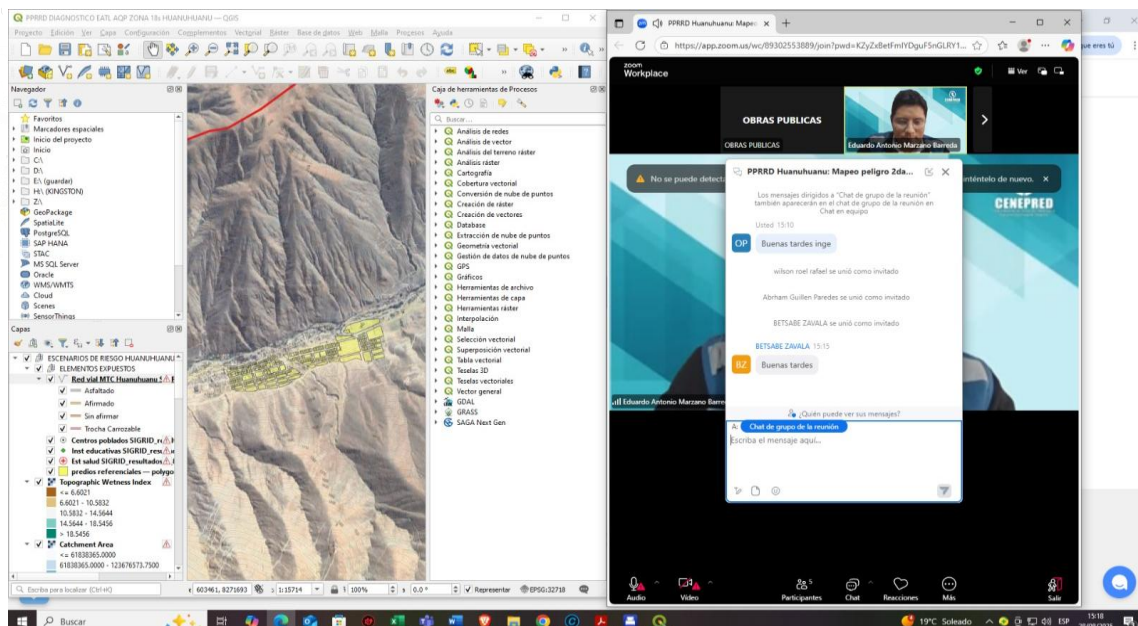 PPRRD DIAGNOSTICO EATL AQP ZONA 18s HUANUHUANU — QGIS
Proyecto Edición Ver Capa Configuración Complementos Vectorial Ráster Base de datos Web Malla Procesos Ayuda
Navegador
Favoritos
Marcadores espaciales
Inicio del proyecto
Inicio
C:\
D:\
E:\ (guardar)
H:\ (KINGSTON)
Z:\
GeoPackage
SpatiaLite
PostgreSQL
SAP HANA
STAC
MS SQL Server
Oracle
WMS/WMTS
Cloud
Scenes
SensorThings
Capas
ESCENARIOS DE RIESGO HUANUHUANU
ELEMENTOS EXPUESTOS
Red vial MTC Huanuhuanu
Asfaltado
Afirmado
Sin afirmar
Trocha Carrozable
Centros poblados SIGRID_re
Inst educativas SIGRID_resu
Est salud SIGRID_resultados
predios referenciales — polygo
Topographic Wetness Index
<= 6.6021
6.6021 - 10.5832
10.5832 - 14.5644
14.5644 - 18.5456
> 18.5456
Catchment Area
<= 61838365.0000
61838365.0000 - 123676573.7500
Caja de herramientas de Procesos
Buscar...
Análisis de redes
Análisis de vector
Análisis del terreno ráster
Análisis ráster
Cartografía
Cobertura vectorial
Conversión de nube de puntos
Creación de ráster
Creación de vectores
Database
Extracción de nube de puntos
Geometría vectorial
Gestión de datos de nube de puntos
GPS
Gráficos
Herramientas de archivo
Herramientas de capa
Herramientas ráster
Interpolación
Malla
Selección vectorial
Superposición vectorial
Tabla vectorial
Teselas 3D
Teselas vectoriales
Vector general
GDAL
GRASS
SAGA Next Gen
Escriba para localizar (Ctrl+K)
603461, 8271693
1:15714
100%
0.0 °
Representar
EPSG:32718
PPRRD Huanuhuanu: Mapeo
que eres tú
zoom
Workplace
Ver
OBRAS PUBLICAS
OBRAS PUBLICAS
Eduardo Antonio Marzano Barreda
No se puede detecta
inténtelo de nuevo.
CENEPRED
PPRRD Huanuhuanu: Mapeo peligro 2da...
Los mensajes dirigidos a "Chat de grupo de la reunión"
también aparecerán en el chat de grupo de la reunión en
Chat en equipo
Usted 15:10
OP
Buenas tardes inge
wilson roel rafael se unió como invitado
Abrham Guillen Paredes se unió como invitado
BETSABE ZAVALA se unió como invitado
BETSABE ZAVALA 15:15
BZ
Buenas tardes
Eduardo Antonio Marzano Barre
¿Quién puede ver sus mensajes?
A: Chat de grupo de la reunión
Escriba el mensaje aquí...
Audio
Vídeo
5
Participantes
Chat
Reacciones
Más
Salir
Buscar
19°C Soleado
ESP
15:18